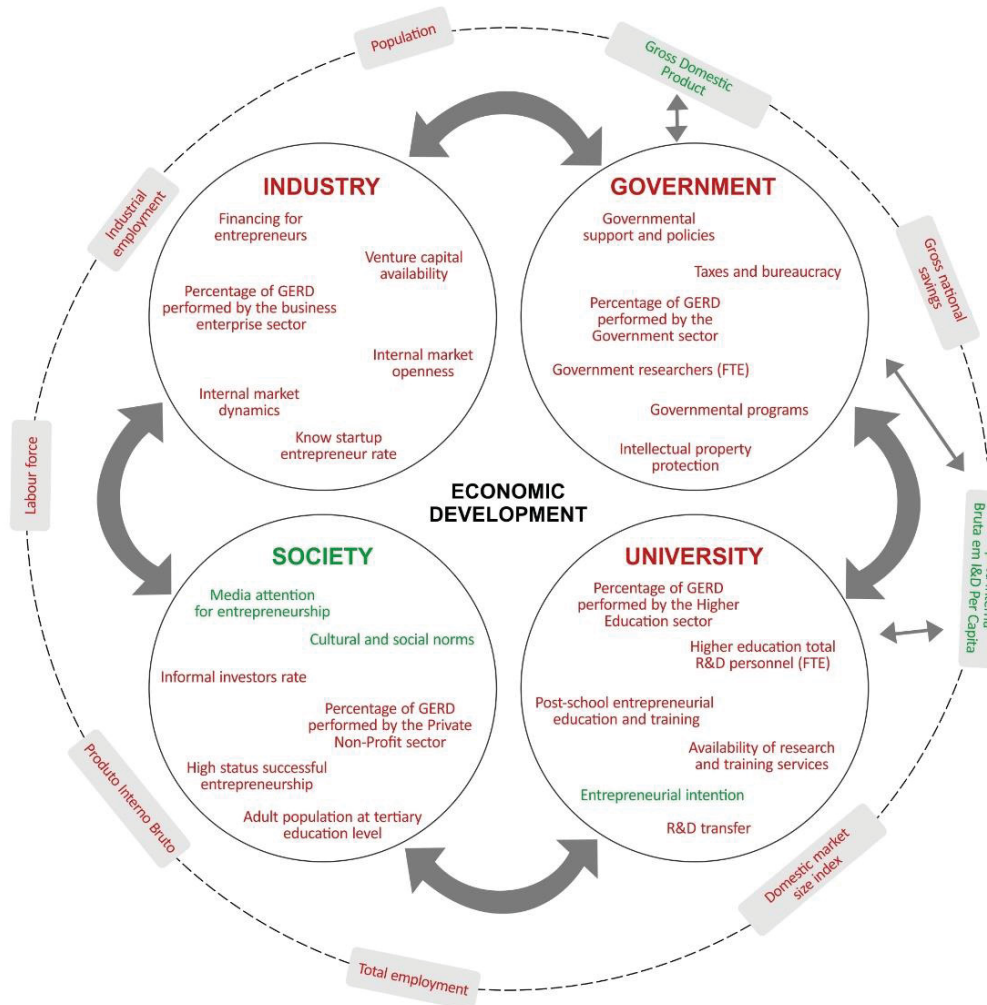 Population
Gross Domestic
Product
Industrial
employment
Gross national
savings
INDUSTRY
Financing for
entrepreneurs
Venture capital
availability
Percentage of GERD
performed by the business
enterprise sector
Internal market
openness
Internal market
dynamics
Know startup
entrepreneur rate
GOVERNMENT
Governmental
support and policies
Taxes and bureaucracy
Percentage of GERD
performed by the
Government sector
Government researchers (FTE)
Governmental programs
Intellectual property
protection
Labour force
ECONOMIC
DEVELOPMENT
Bruta em I&D Per Capita
SOCIETY
Media attention
for entrepreneurship
Cultural and social norms
Informal investors rate
Percentage of GERD
performed by the Private
Non-Profit sector
High status successful
entrepreneurship
Adult population at tertiary
education level
UNIVERSITY
Percentage of GERD
performed by the Higher
Education sector
Higher education total
R&D personnel (FTE)
Post-school entrepreneurial
education and training
Availability of research
and training services
Entrepreneurial intention
R&D transfer
Produto Interno Bruto
Domestic market
size index
Total employment